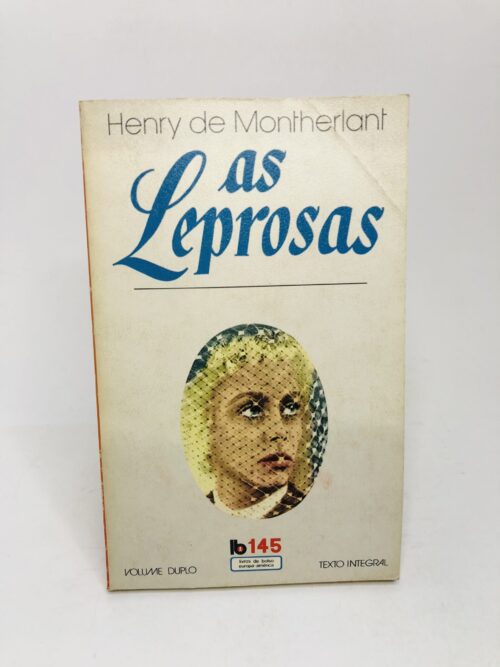 Henry de Montherlant
as
Leprosas
lb145
livros de bolso
europa américa
VOLUME DUPLO
TEXTO INTEGRAL